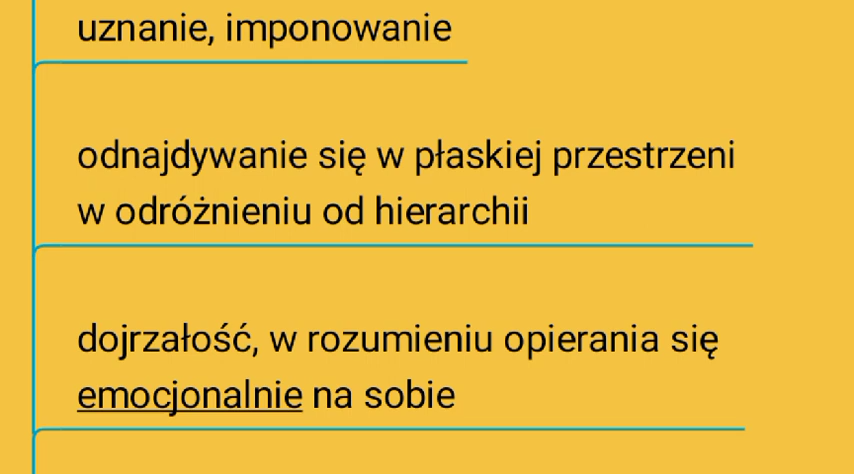 uznanie, imponowanie
odnajdywanie się w płaskiej przestrzeni
w odróżnieniu od hierarchii
dojrzałość, w rozumieniu opierania się
emocjonalnie na sobie